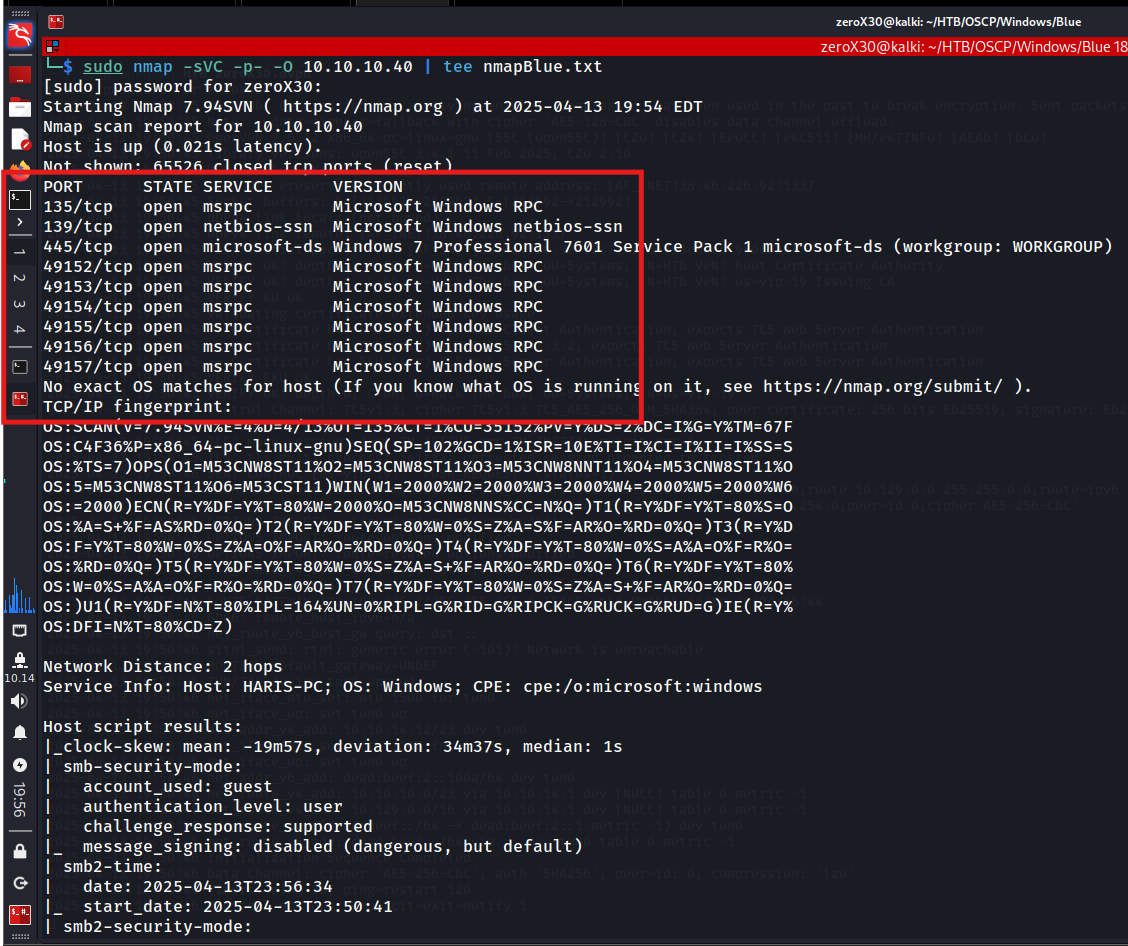 zeroX30@kalki: ~/HTB/OSCP/Windows/Blue
zeroX30@kalki: ~/HTB/OSCP/Windows/Blue 18
└─$ sudo nmap -sVC -p- -O 10.10.10.40 | tee nmapBlue.txt
[sudo] password for zeroX30:
Starting Nmap 7.94SVN ( https://nmap.org ) at 2025-04-13 19:54 EDT
Nmap scan report for 10.10.10.40
Host is up (0.021s latency).
Not shown: 65526 closed tcp ports (reset)
PORT      STATE SERVICE      VERSION
135/tcp   open  msrpc        Microsoft Windows RPC
139/tcp   open  netbios-ssn  Microsoft Windows netbios-ssn
445/tcp   open  microsoft-ds Windows 7 Professional 7601 Service Pack 1 microsoft-ds (workgroup: WORKGROUP)
49152/tcp open  msrpc        Microsoft Windows RPC
49153/tcp open  msrpc        Microsoft Windows RPC
49154/tcp open  msrpc        Microsoft Windows RPC
49155/tcp open  msrpc        Microsoft Windows RPC
49156/tcp open  msrpc        Microsoft Windows RPC
49157/tcp open  msrpc        Microsoft Windows RPC
No exact OS matches for host (If you know what OS is running on it, see https://nmap.org/submit/ ).
TCP/IP fingerprint:
OS:SCAN(V=7.94SVN%E=4%D=4/13%OT=135%CT=1%CU=35152%PV=Y%DS=2%DC=I%G=Y%TM=67F
OS:C4F36%P=x86_64-pc-linux-gnu)SEQ(SP=102%GCD=1%ISR=10E%TI=I%CI=I%II=I%SS=S
OS:%TS=7)OPS(O1=M53CNW8ST11%O2=M53CNW8ST11%O3=M53CNW8NNT11%O4=M53CNW8ST11%O
OS:5=M53CNW8ST11%O6=M53CST11)WIN(W1=2000%W2=2000%W3=2000%W4=2000%W5=2000%W6
OS:=2000)ECN(R=Y%DF=Y%T=80%W=2000%O=M53CNW8NNS%CC=N%Q=)T1(R=Y%DF=Y%T=80%S=O
OS:%A=S+%F=AS%RD=0%Q=)T2(R=Y%DF=Y%T=80%W=0%S=Z%A=S%F=AR%O=%RD=0%Q=)T3(R=Y%D
OS:F=Y%T=80%W=0%S=Z%A=O%F=AR%O=%RD=0%Q=)T4(R=Y%DF=Y%T=80%W=0%S=A%A=O%F=R%O=
OS:%RD=0%Q=)T5(R=Y%DF=Y%T=80%W=0%S=Z%A=S+%F=AR%O=%RD=0%Q=)T6(R=Y%DF=Y%T=80%
OS:W=0%S=A%A=O%F=R%O=%RD=0%Q=)T7(R=Y%DF=Y%T=80%W=0%S=Z%A=S+%F=AR%O=%RD=0%Q=
OS:)U1(R=Y%DF=N%T=80%IPL=164%UN=0%RIPL=G%RID=G%RIPCK=G%RUCK=G%RUD=G)IE(R=Y%
OS:DFI=N%T=80%CD=Z)
Network Distance: 2 hops
Service Info: Host: HARIS-PC; OS: Windows; CPE: cpe:/o:microsoft:windows
Host script results:
|_clock-skew: mean: -19m57s, deviation: 34m37s, median: 1s
| smb-security-mode:
|   account_used: guest
|   authentication_level: user
|   challenge_response: supported
|_  message_signing: disabled (dangerous, but default)
| smb2-time:
|   date: 2025-04-13T23:56:34
|_  start_date: 2025-04-13T23:50:41
| smb2-security-mode:
1
2
3
4
10.14
19:56